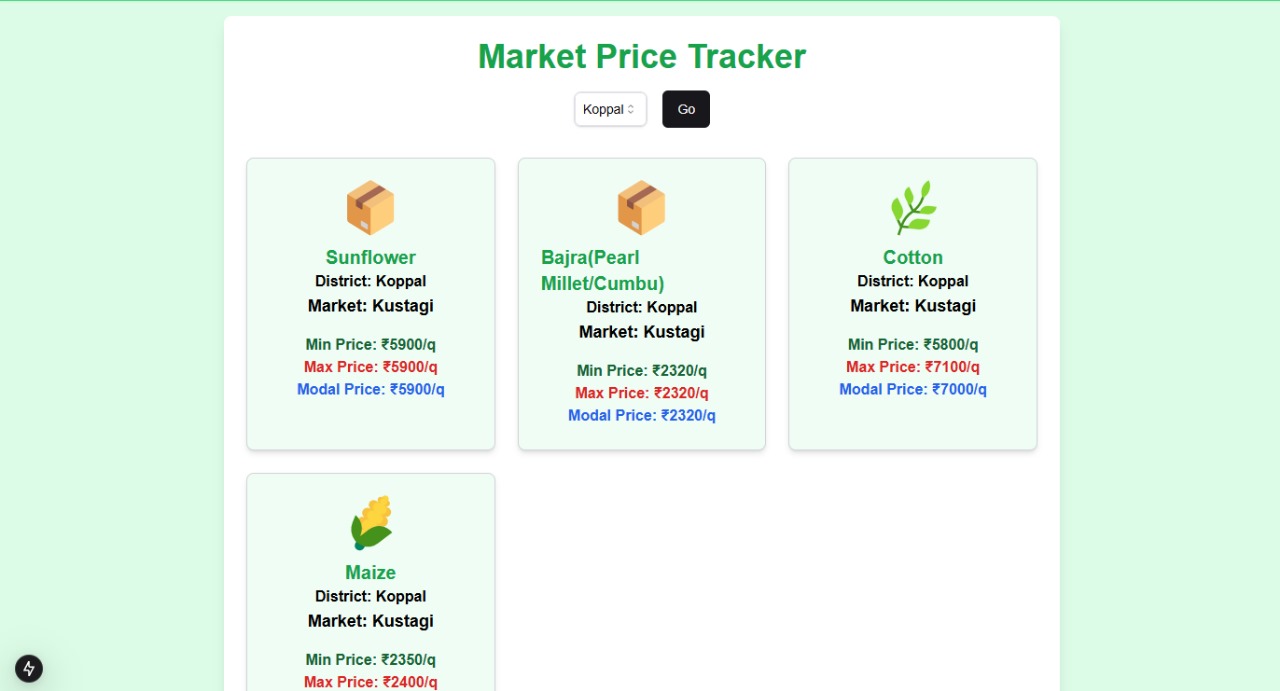 Market Price Tracker
Koppal
Go
Sunflower
District: Koppal
Market: Kustagi
Min Price: ₹5900/q
Max Price: ₹5900/q
Modal Price: ₹5900/q
Bajra(Pearl
Millet/Cumbu)
District: Koppal
Market: Kustagi
Min Price: ₹2320/q
Max Price: ₹2320/q
Modal Price: ₹2320/q
Cotton
District: Koppal
Market: Kustagi
Min Price: ₹5800/q
Max Price: ₹7100/q
Modal Price: ₹7000/q
Maize
District: Koppal
Market: Kustagi
Min Price: ₹2350/q
Max Price: ₹2400/q